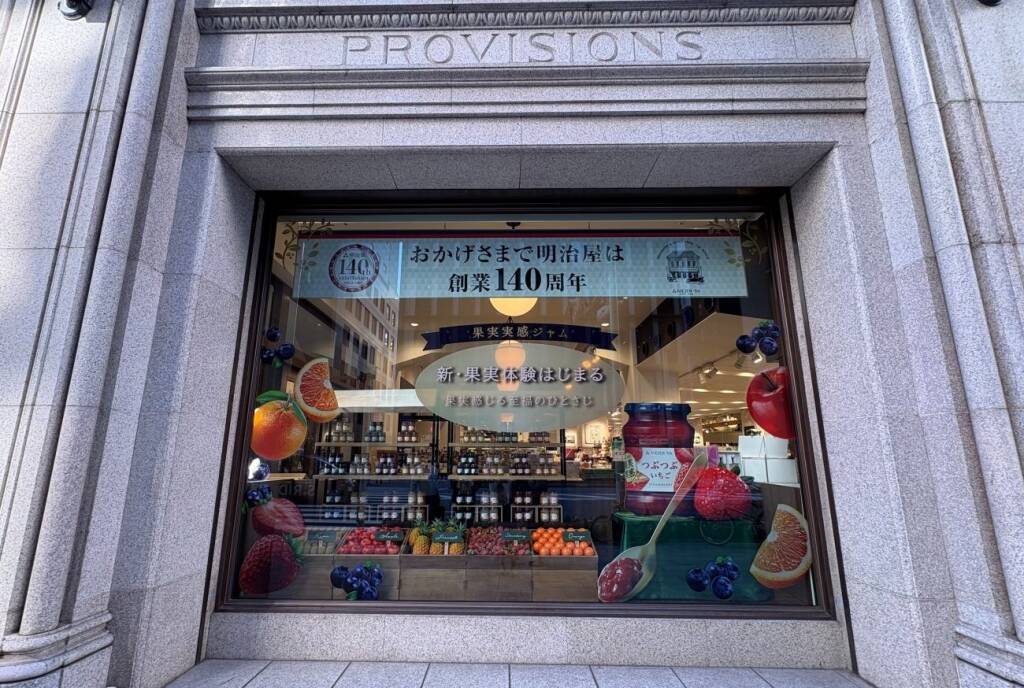 PROVISIONS
おかげさまで明治屋は
創業140周年
140
果実実感ジャム
新・果実体験はじまる
果実感じる至福のひとさじ
つぶつぶ
いちご
Orange